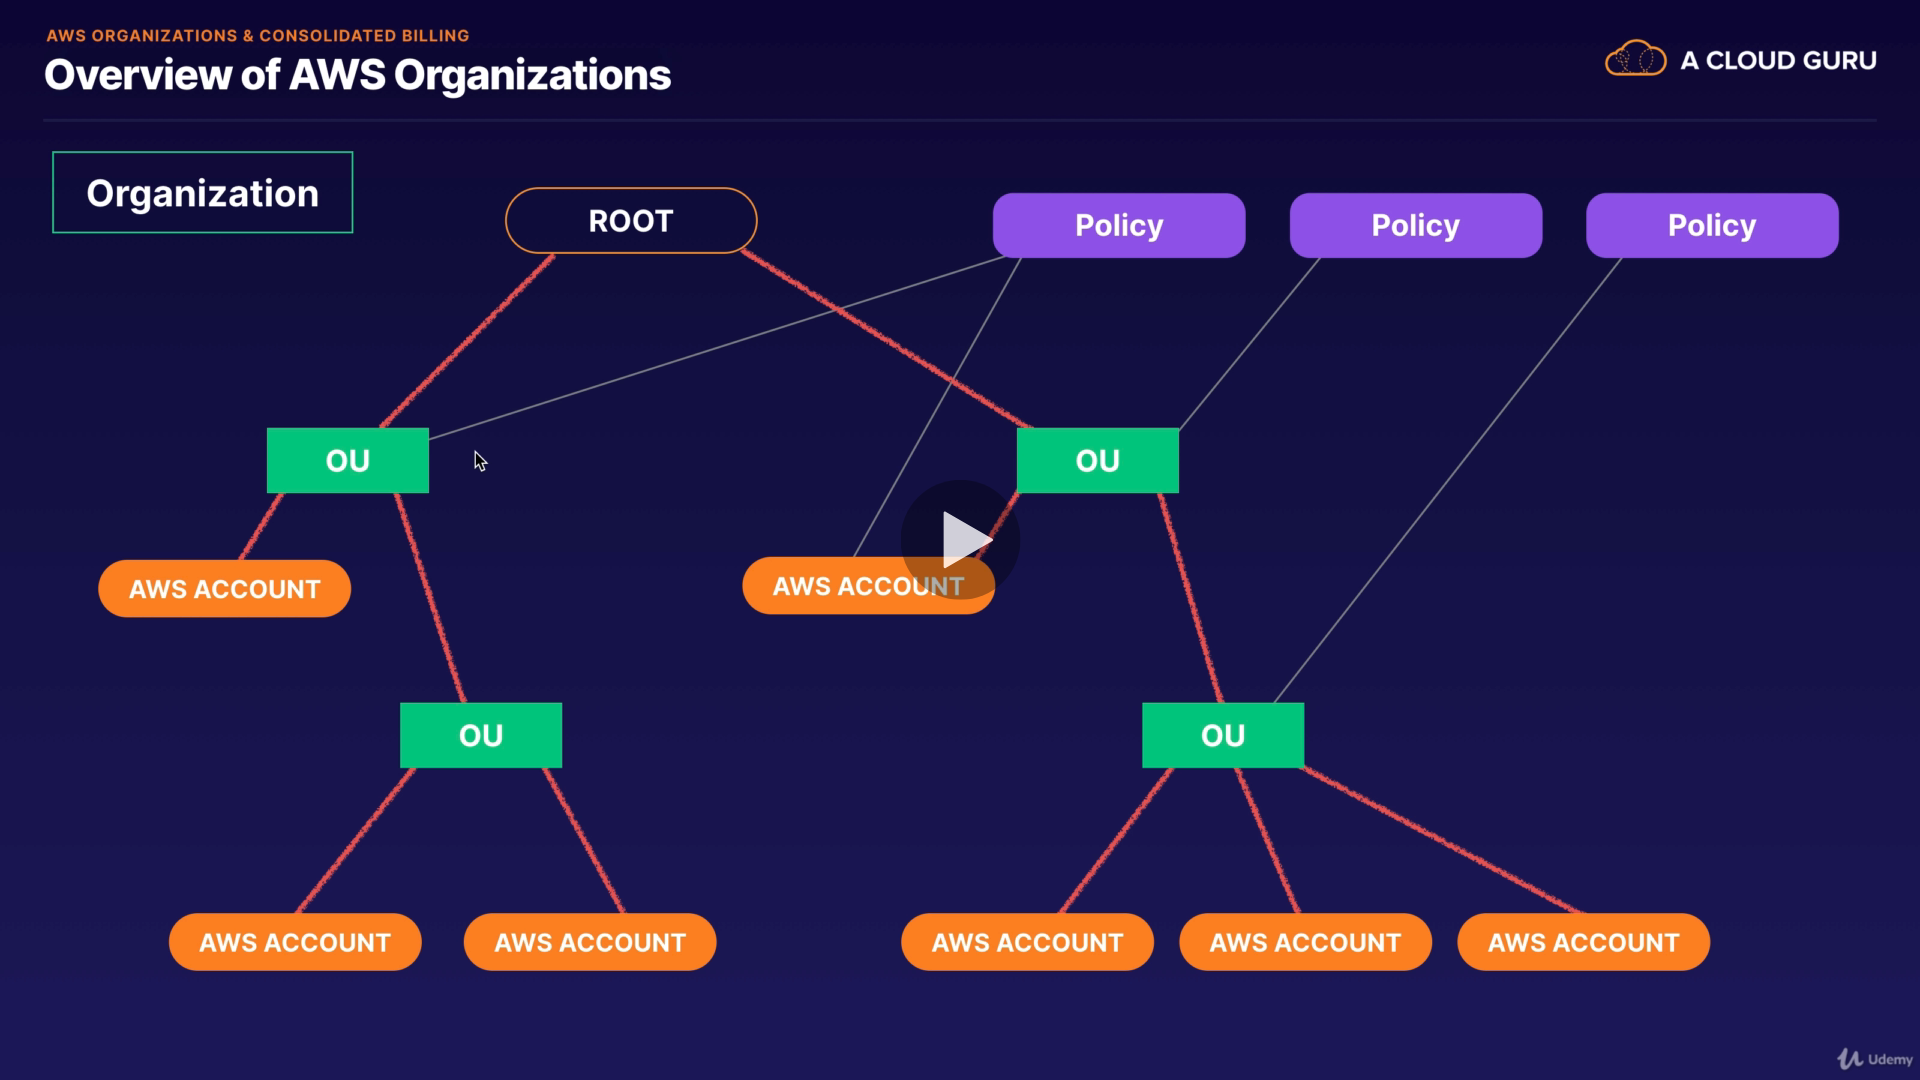 AWS ORGANIZATIONS & CONSOLIDATED BILLING
Overview of AWS Organizations
A CLOUD GURU
Organization
ROOT
Policy
Policy
Policy
OU
OU
AWS ACCOUNT
AWS ACCOUNT
OU
OU
AWS ACCOUNT
AWS ACCOUNT
AWS ACCOUNT
AWS ACCOUNT
AWS ACCOUNT
Udemy